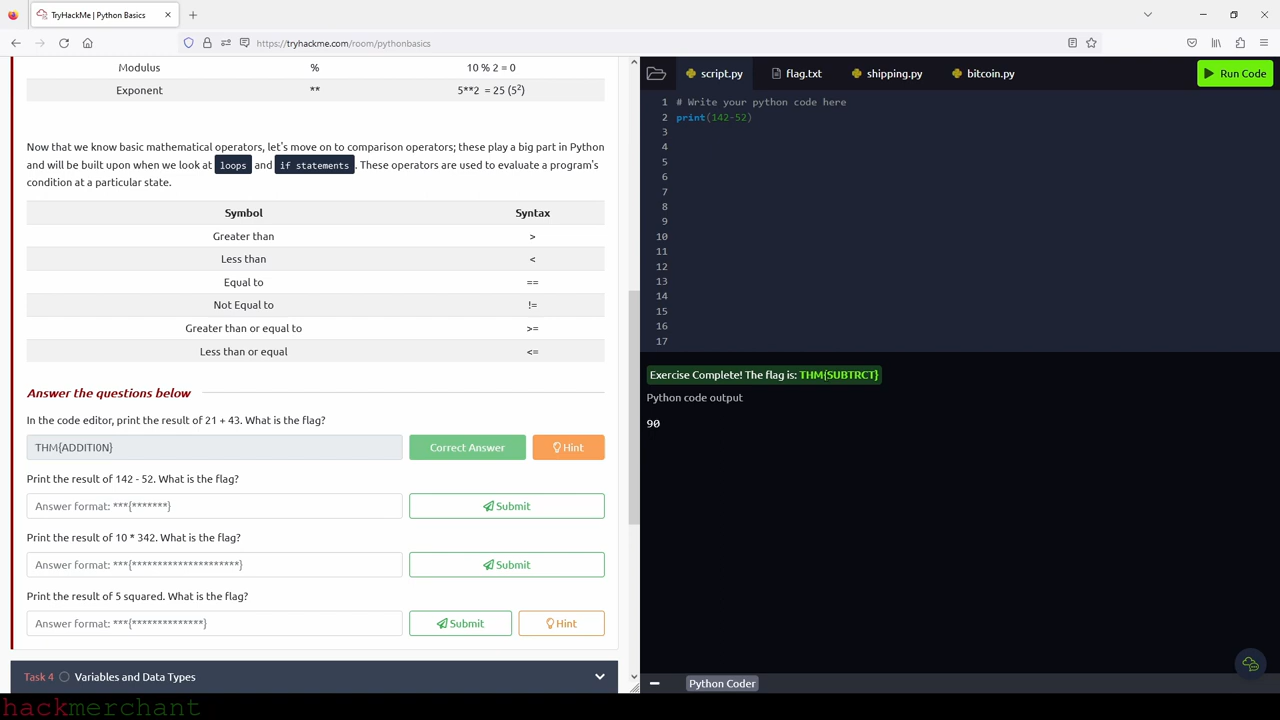 TryHackMe | Python Basics
https://tryhackme.com/room/pythonbasics
Modulus % 10 % 2 = 0
Exponent ** 5**2 = 25 (5²)
Now that we know basic mathematical operators, let's move on to comparison operators; these play a big part in Python
and will be built upon when we look at loops and if statements. These operators are used to evaluate a program's
condition at a particular state.
Symbol Syntax
Greater than >
Less than <
Equal to ==
Not Equal to !=
Greater than or equal to >=
Less than or equal <=
Answer the questions below
In the code editor, print the result of 21 + 43. What is the flag?
THM{ADDITI0N} Correct Answer Hint
Print the result of 142 - 52. What is the flag?
Answer format: ***{*******} Submit
Print the result of 10 * 342. What is the flag?
Answer format: ***{*********************} Submit
Print the result of 5 squared. What is the flag?
Answer format: ***{**************} Submit Hint
Task 4 Variables and Data Types
script.py flag.txt shipping.py bitcoin.py Run Code
1 # Write your python code here
2 print(142-52)
3
4
5
6
7
8
9
10
11
12
13
14
15
16
17
Exercise Complete! The flag is: THM{SUBTRCT}
Python code output
90
Python Coder
hackmerchant